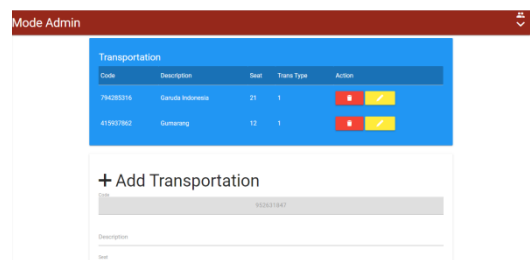 Mode Admin
Transportation
Code Description Seat Trans Type Action
794285316 Garuda Indonesia 21 1
415937862 Gumarang 12 1
+ Add Transportation
Code
902631847
Description
Seat